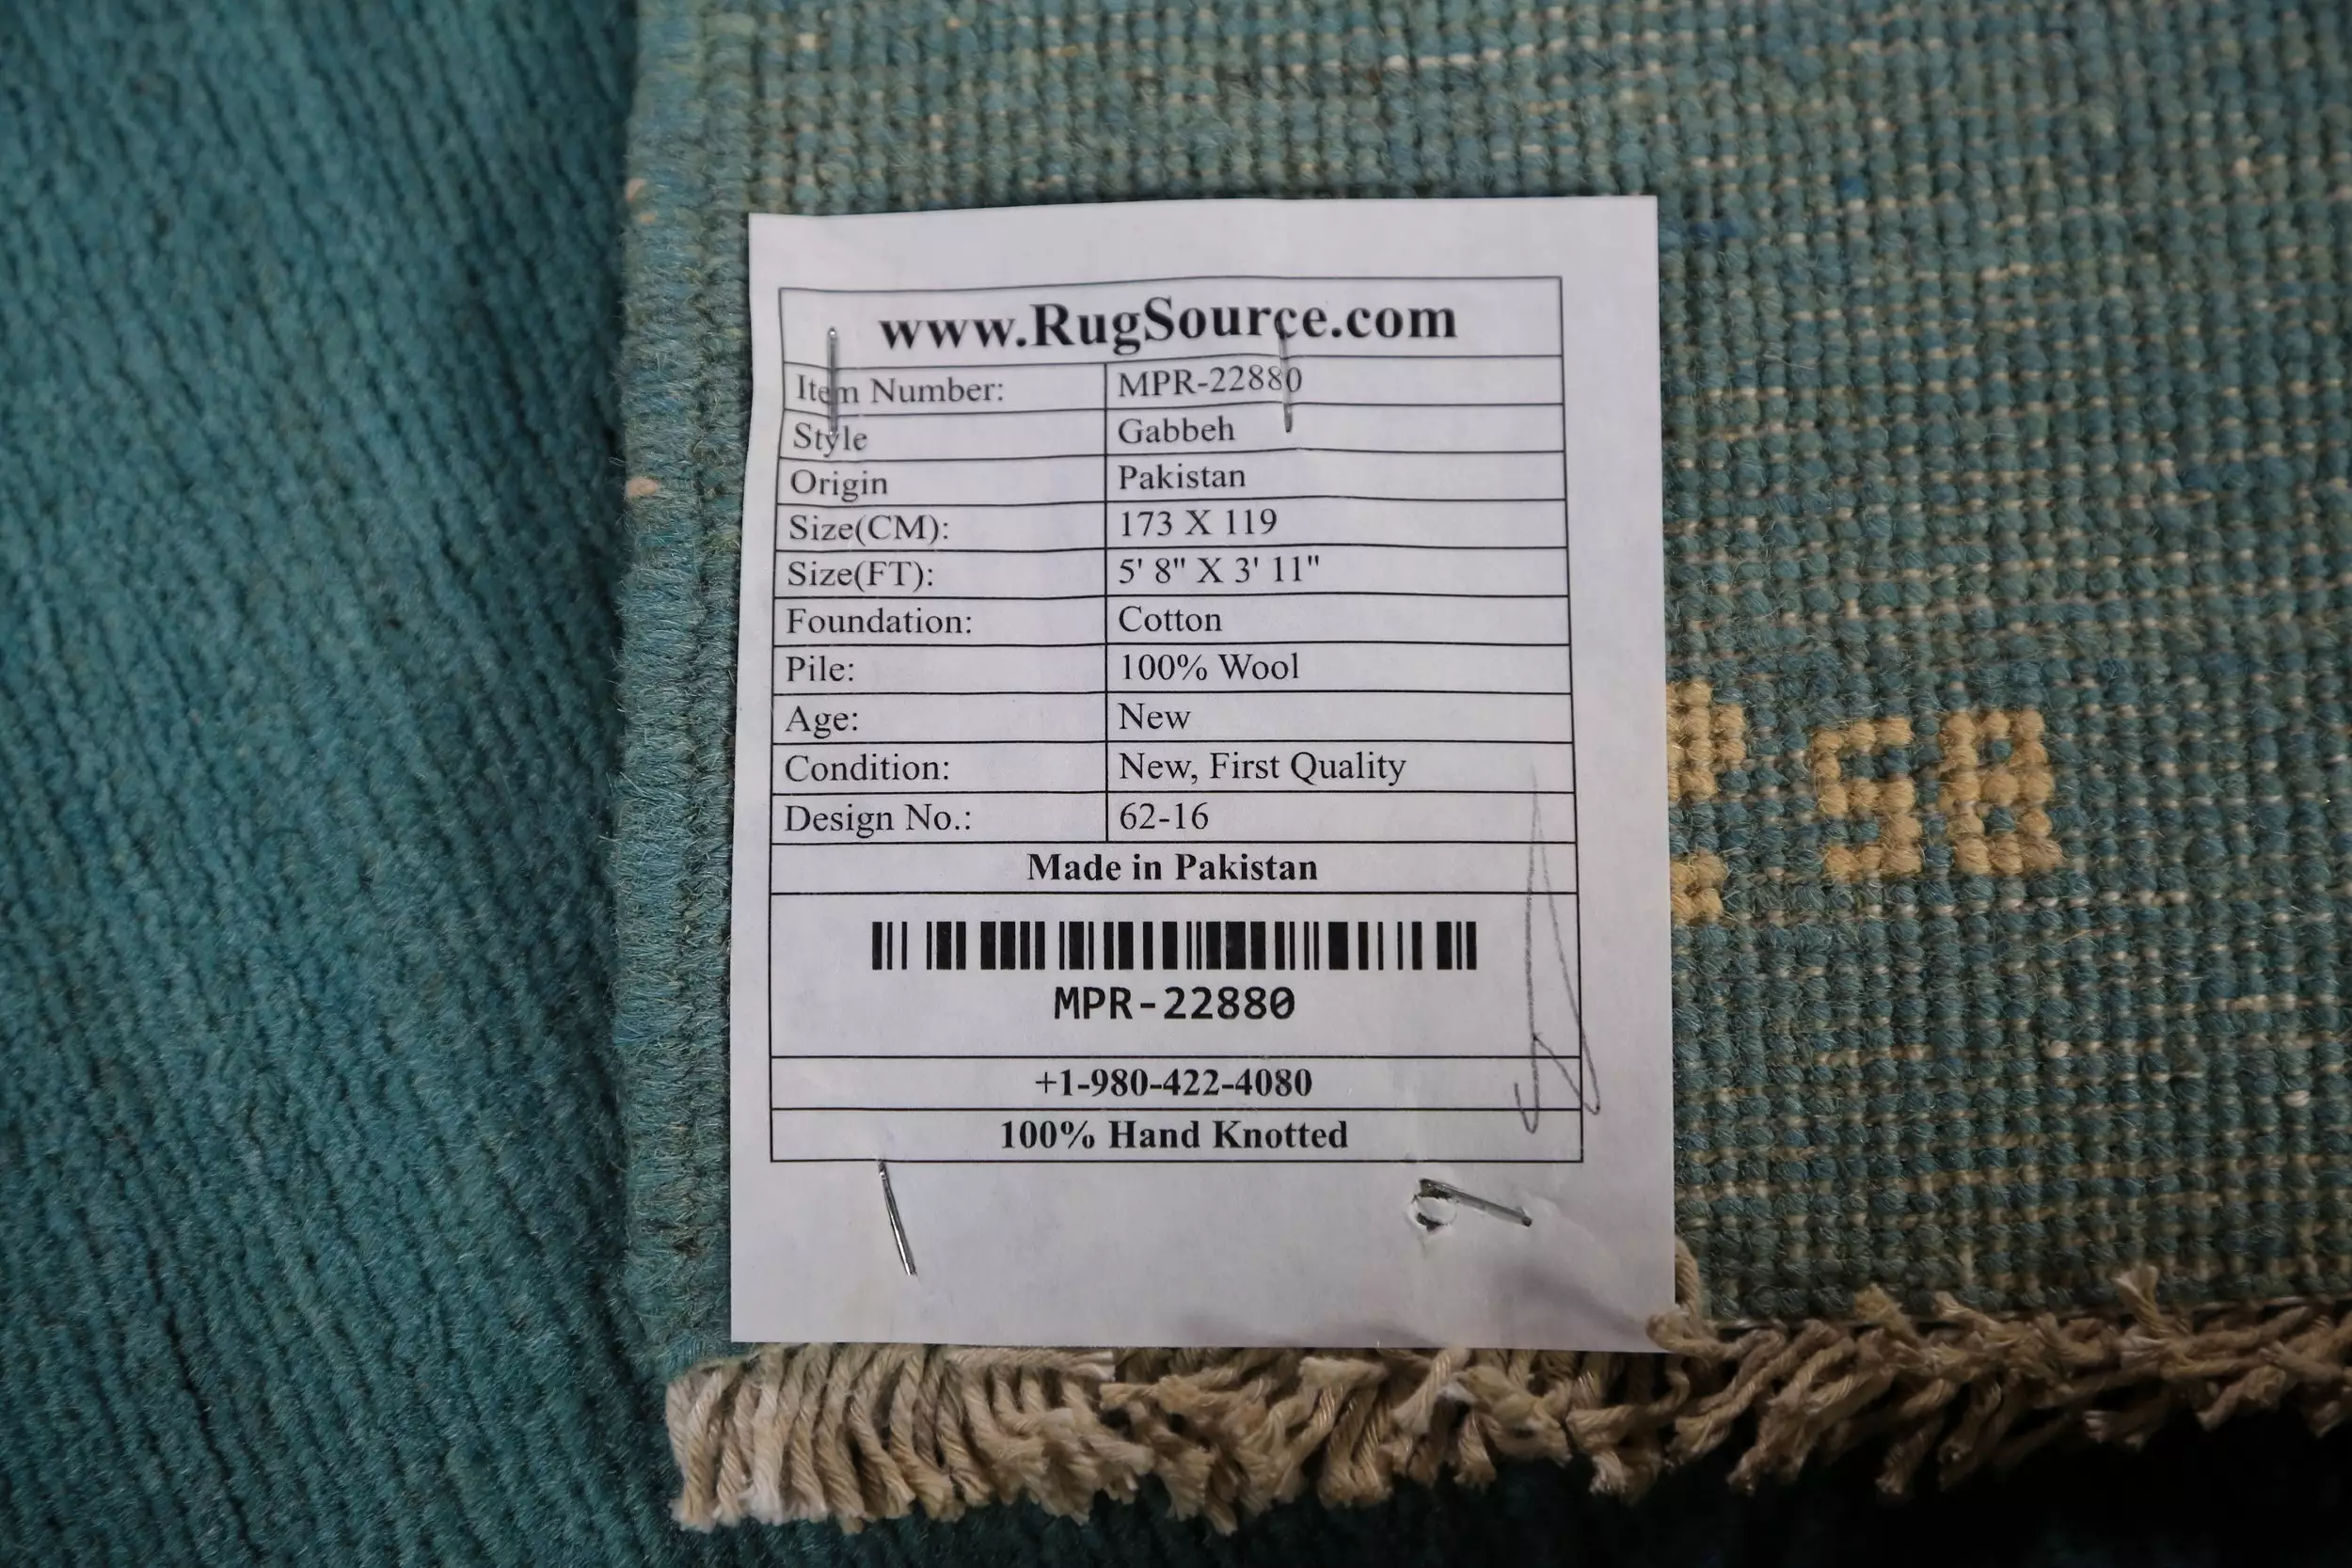 www.RugSource.com
Item Number: MPR-22880
Style Gabbeh
Origin Pakistan
Size(CM): 173 X 119
Size(FT): 5' 8" X 3' 11"
Foundation: Cotton
Pile: 100% Wool
Age: New
Condition: New, First Quality
Design No.: 62-16
Made in Pakistan
MPR-22880
+1-980-422-4080
100% Hand Knotted